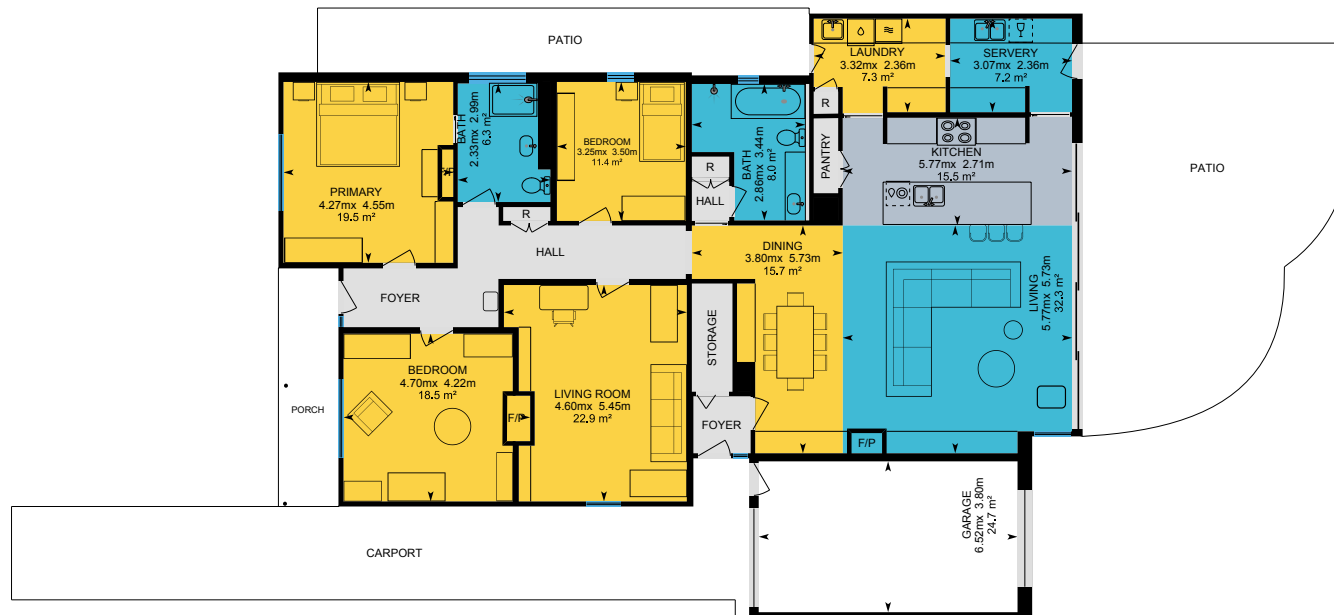 PATIO
LAUNDRY
3.32mx 2.36m
7.3 m²
SERVERY
3.07mx 2.36m
7.2 m²
PRIMARY
4.27mx 4.55m
19.5 m²
BATH
2.33mx 2.99m
6.3 m²
BEDROOM
3.25mx 3.50m
11.4 m²
R
HALL
BATH
2.86mx 3.44m
8.0 m²
R
PANTRY
KITCHEN
5.77mx 2.71m
15.5 m²
PATIO
R
HALL
DINING
3.80mx 5.73m
15.7 m²
LIVING
5.77mx 5.73m
32.3 m²
FOYER
STORAGE
BEDROOM
4.70mx 4.22m
18.5 m²
F/P
LIVING ROOM
4.60mx 5.45m
22.9 m²
PORCH
FOYER
F/P
GARAGE
6.52mx 3.80m
24.7 m²
CARPORT